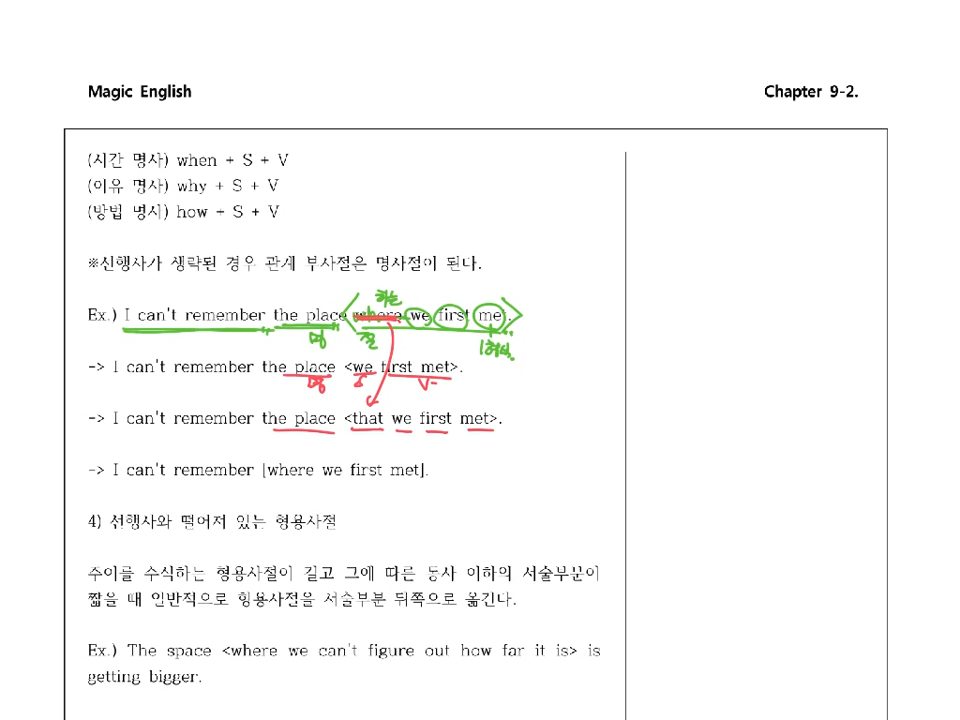 Magic English
Chapter 9-2.
(시간 명사) when + S + V
(이유 명사) why + S + V
(방법 명사) how + S + V
※선행사가 생략된 경우 관계 부사절은 명사절이 된다.
하는
Ex.) I can't remember the place <where we first met>.
명 절
-> I can't remember the place <we first met>.
명 S V
-> I can't remember the place <that we first met>.
-> I can't remember [where we first met].
4) 선행사와 떨어져 있는 형용사절
주어를 수식하는 형용사절이 길고 그에 따른 동사 이하의 서술부분이
짧을 때 일반적으로 형용사절을 서술부분 뒤쪽으로 옮긴다.
Ex.) The space <where we can't figure out how far it is> is
getting bigger.